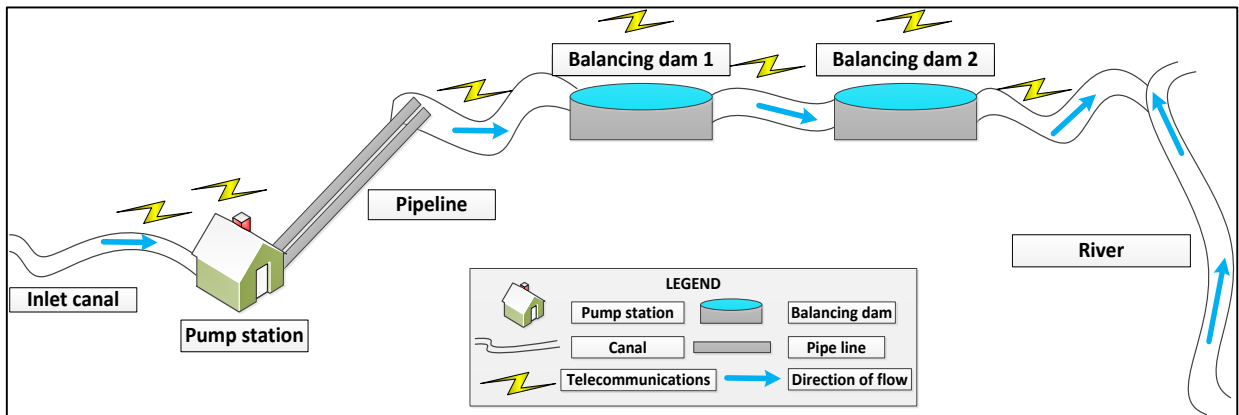 Balancing dam 1
Balancing dam 2
Pipeline
River
Inlet canal
Pump station
LEGEND
Pump station
Balancing dam
Canal
Pipe line
Telecommunications
Direction of flow